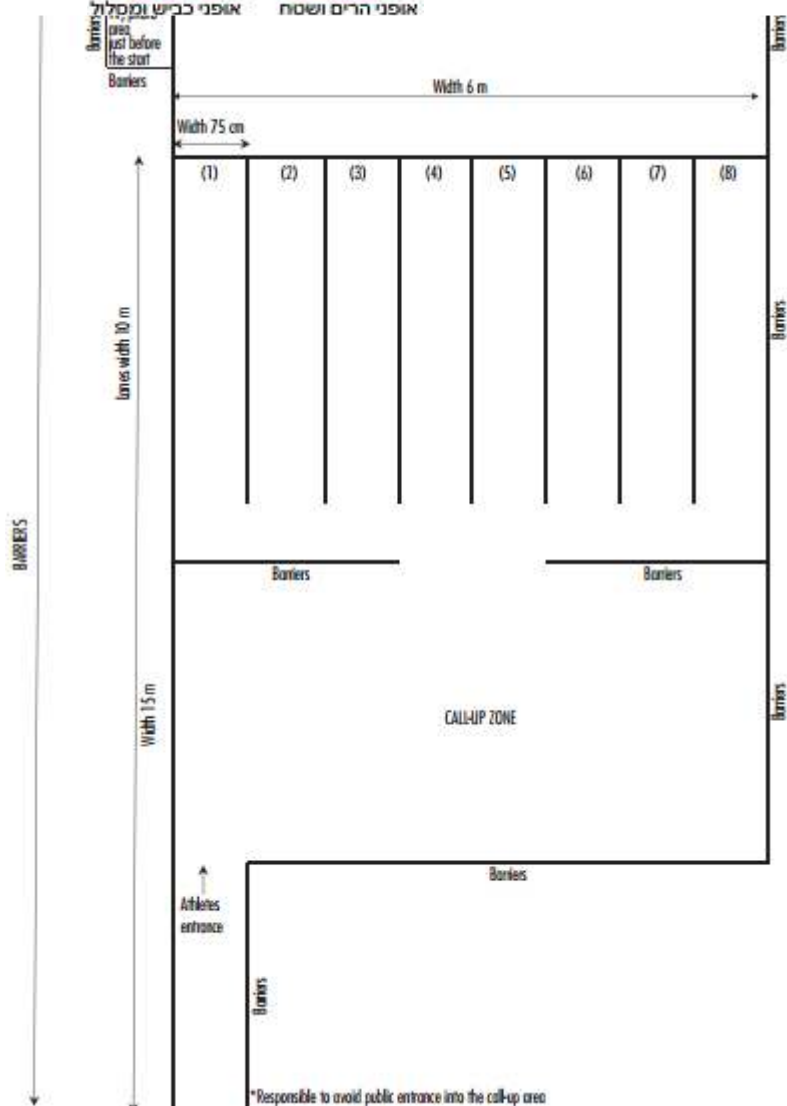 אופני כביש ומסלול אופני הרים ושטח
Barriers
area
just before
the start
Barriers
Barriers
Width 6 m
Width 75 cm
(1) (2) (3) (4) (5) (6) (7) (8)
Lanes width 10 m
Barriers
BARRIERS
Barriers
Barriers
Width 15 m
CALL-UP ZONE
Barriers
Barriers
Athletes
entrance
Barriers
*Responsible to avoid public entrance into the call-up area